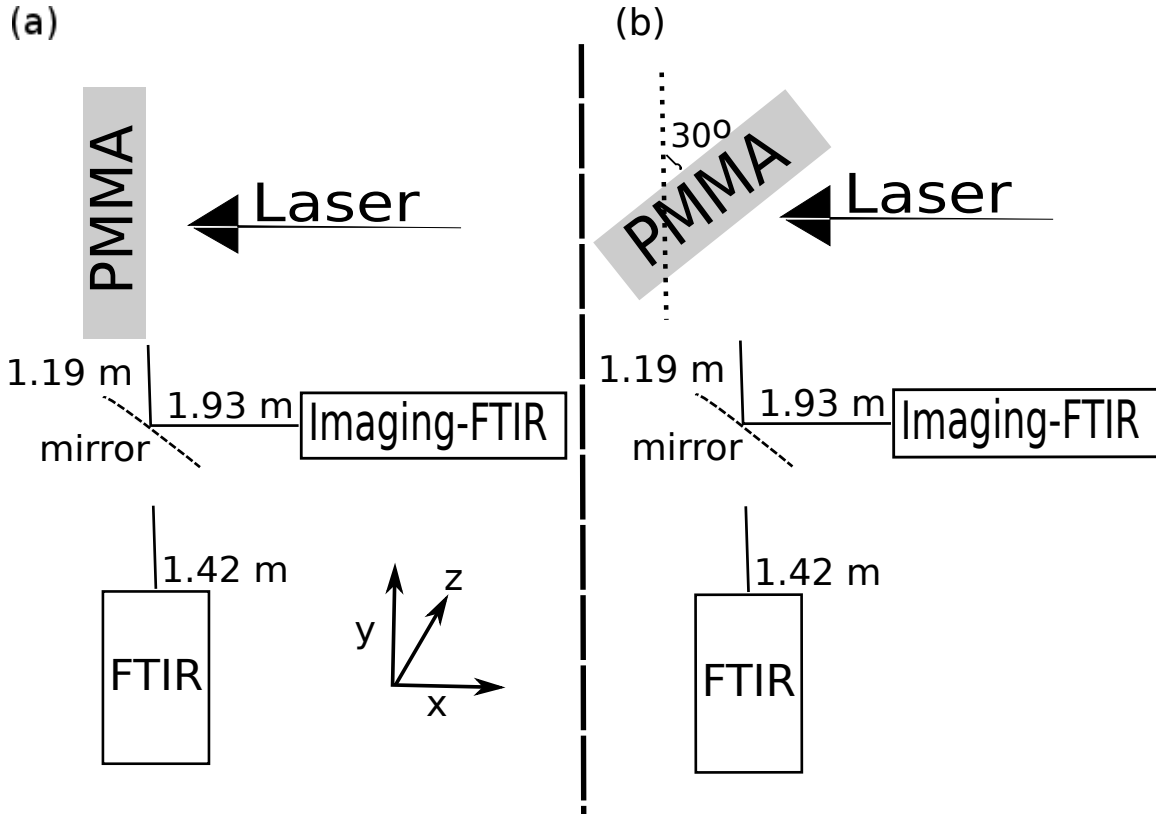 (a)
PMMA
Laser
1.19 m
1.93 m
Imaging-FTIR
mirror
1.42 m
FTIR
z
y
x
(b)
30º
PMMA
Laser
1.19 m
1.93 m
Imaging-FTIR
mirror
1.42 m
FTIR